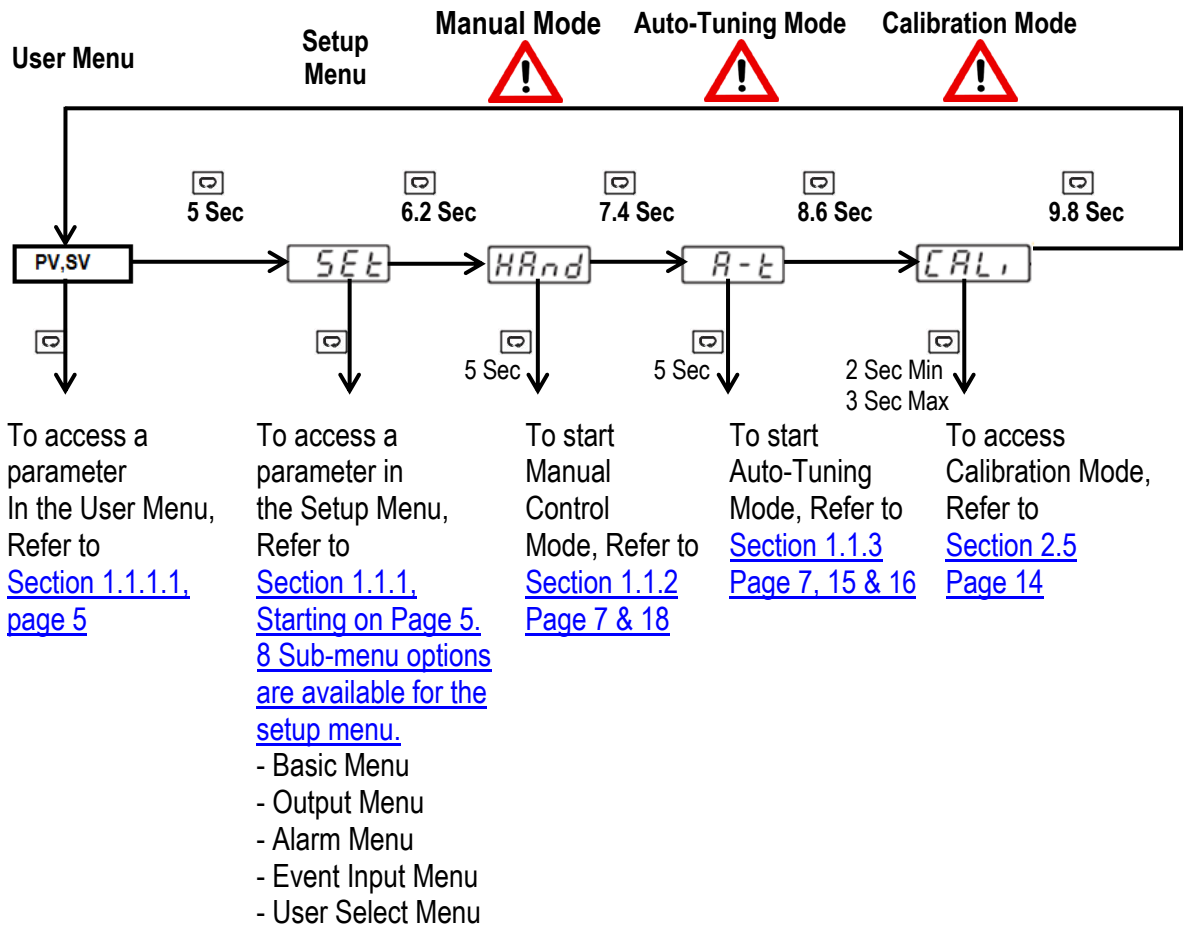 User Menu
Setup
Menu
Manual Mode
Auto-Tuning Mode
Calibration Mode
5 Sec
6.2 Sec
7.4 Sec
8.6 Sec
9.8 Sec
PV,SV
SEt
HAnd
A-t
CALi
5 Sec
5 Sec
2 Sec Min
3 Sec Max
To access a
parameter
In the User Menu,
Refer to
Section 1.1.1.1,
page 5
To access a
parameter in
the Setup Menu,
Refer to
Section 1.1.1,
Starting on Page 5.
8 Sub-menu options
are available for the
setup menu.
- Basic Menu
- Output Menu
- Alarm Menu
- Event Input Menu
- User Select Menu
To start
Manual
Control
Mode, Refer to
Section 1.1.2
Page 7 & 18
To start
Auto-Tuning
Mode, Refer to
Section 1.1.3
Page 7, 15 & 16
To access
Calibration Mode,
Refer to
Section 2.5
Page 14